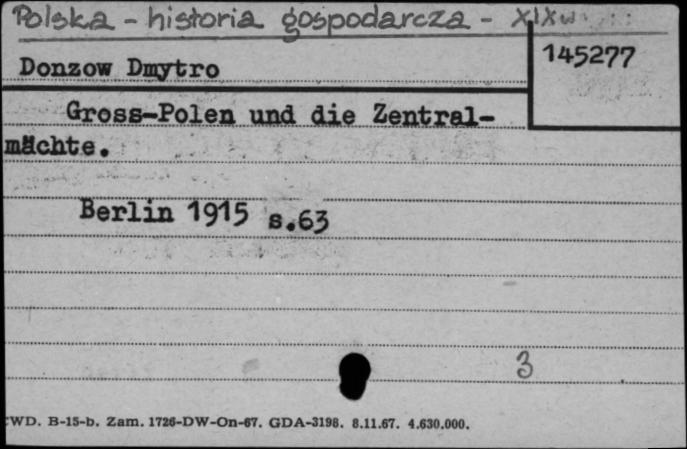 Polska - historia gospodarcza - XIX w
145277
Donzow Dmytro
Gross-Polen und die Zentral-
mächte.
Berlin 1915 s.63
3
WD. B-15-b. Zam. 1726-DW-On-67. GDA-3198. 8.11.67. 4.630.000.